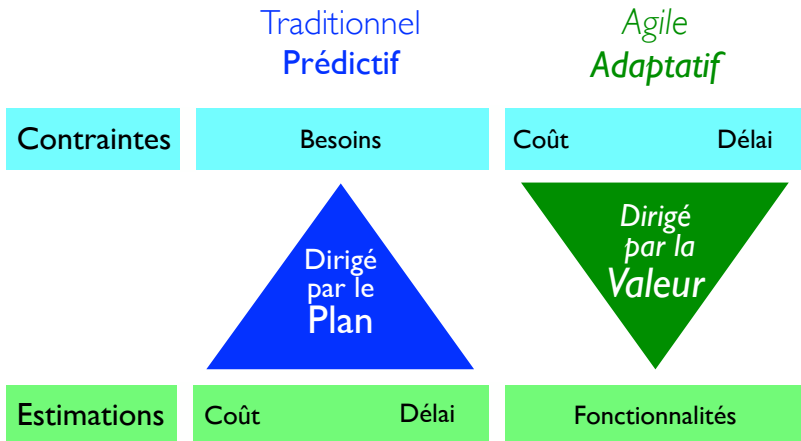 Traditionnel
Prédictif
Agile
Adaptatif
Contraintes
Besoins
Coût
Délai
Dirigé
par le
Plan
Dirigé
par la
Valeur
Estimations
Coût
Délai
Fonctionnalités